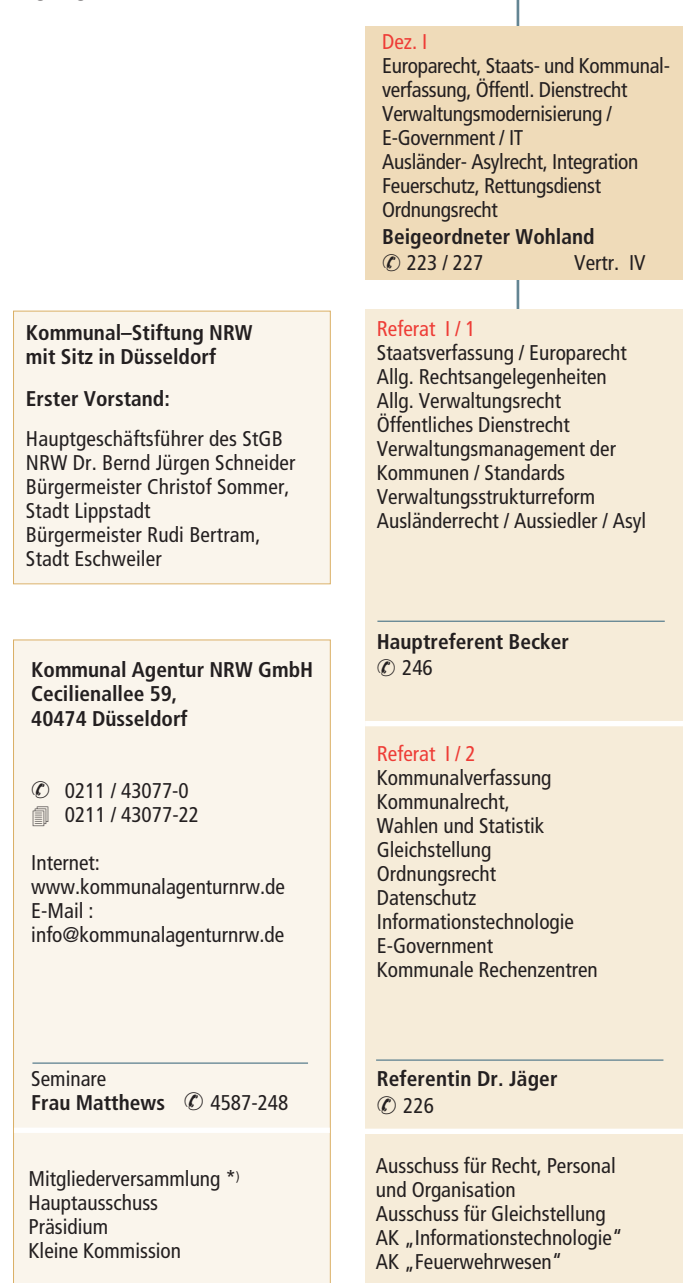 Dez. I
Europarecht, Staats- und Kommunal-
verfassung, Öffentl. Dienstrecht
Verwaltungsmodernisierung /
E-Government / IT
Ausländer- Asylrecht, Integration
Feuerschutz, Rettungsdienst
Ordnungsrecht
Beigeordneter Wohland
✆ 223 / 227 Vertr. IV
Kommunal–Stiftung NRW
mit Sitz in Düsseldorf
Erster Vorstand:
Hauptgeschäftsführer des StGB
NRW Dr. Bernd Jürgen Schneider
Bürgermeister Christof Sommer,
Stadt Lippstadt
Bürgermeister Rudi Bertram,
Stadt Eschweiler
Kommunal Agentur NRW GmbH
Cecilienallee 59,
40474 Düsseldorf
✆ 0211 / 43077-0
0211 / 43077-22
Internet:
www.kommunalagenturnrw.de
E-Mail :
info@kommunalagenturnrw.de
Seminare
Frau Matthews ✆ 4587-248
Mitgliederversammlung *)
Hauptausschuss
Präsidium
Kleine Kommission
Referat I / 1
Staatsverfassung / Europarecht
Allg. Rechtsangelegenheiten
Allg. Verwaltungsrecht
Öffentliches Dienstrecht
Verwaltungsmanagement der
Kommunen / Standards
Verwaltungsstrukturreform
Ausländerrecht / Aussiedler / Asyl
Hauptreferent Becker
✆ 246
Referat I / 2
Kommunalverfassung
Kommunalrecht,
Wahlen und Statistik
Gleichstellung
Ordnungsrecht
Datenschutz
Informationstechnologie
E-Government
Kommunale Rechenzentren
Referentin Dr. Jäger
✆ 226
Ausschuss für Recht, Personal
und Organisation
Ausschuss für Gleichstellung
AK „Informationstechnologie"
AK „Feuerwehrwesen"